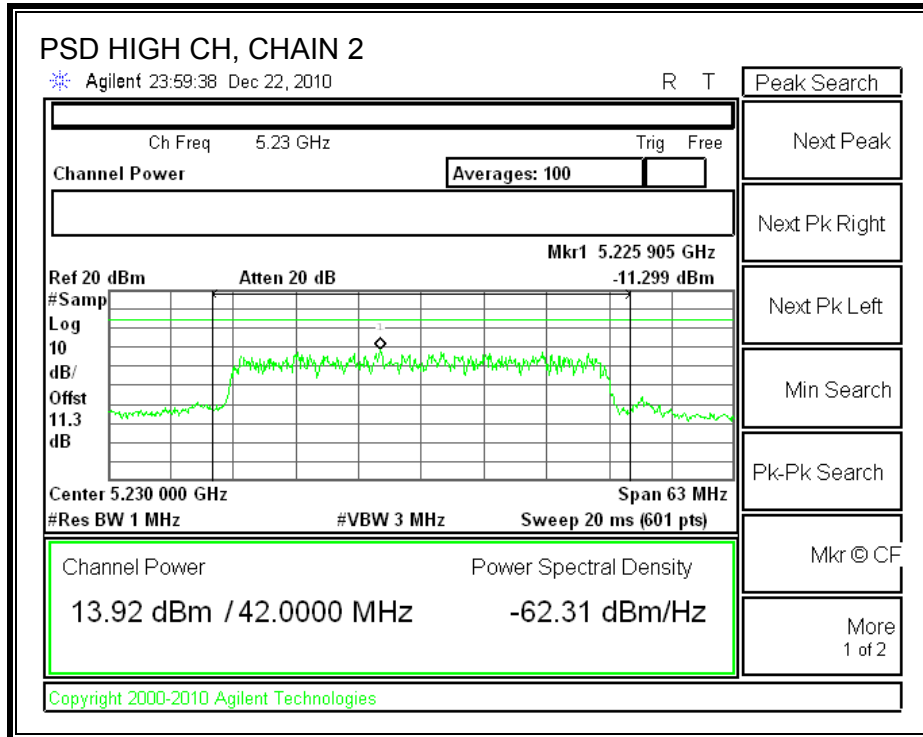 PSD HIGH CH, CHAIN 2
Agilent 23:59:38 Dec 22, 2010 R T
Peak Search
Ch Freq 5.23 GHz Trig Free
Channel Power Averages: 100
Mkr1 5.225 905 GHz
Ref 20 dBm Atten 20 dB -11.299 dBm
#Samp
Log
10
dB/
Offst
11.3
dB
1
Center 5.230 000 GHz Span 63 MHz
#Res BW 1 MHz #VBW 3 MHz Sweep 20 ms (601 pts)
Channel Power Power Spectral Density
13.92 dBm / 42.0000 MHz -62.31 dBm/Hz
Copyright 2000-2010 Agilent Technologies
Next Peak
Next Pk Right
Next Pk Left
Min Search
Pk-Pk Search
Mkr © CF
More
1 of 2